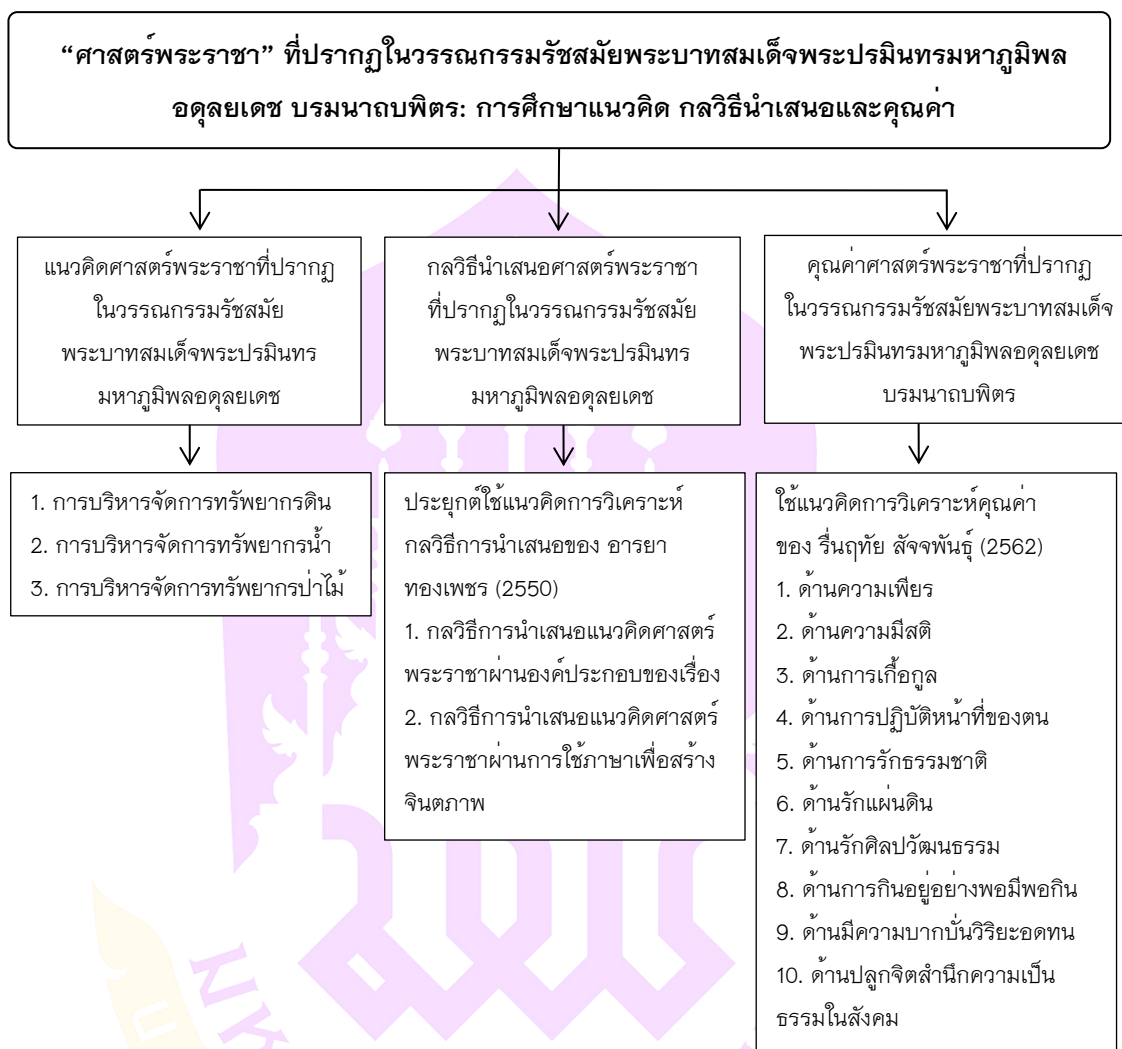 “ศาสตร์พระราชา” ที่ปรากฏในวรรณกรรมรัชสมัยพระบาทสมเด็จพระปรมินทรมหาภูมิพล
อดุลยเดช บรมนาถบพิตร: การศึกษาแนวคิด กลวิธีนำเสนอและคุณค่า
แนวคิดศาสตร์พระราชาที่ปรากฏ
ในวรรณกรรมรัชสมัย
พระบาทสมเด็จพระปรมินทร
มหาภูมิพลอดุลยเดช
กลวิธีนำเสนอศาสตร์พระราชา
ที่ปรากฏในวรรณกรรมรัชสมัย
พระบาทสมเด็จพระปรมินทร
มหาภูมิพลอดุลยเดช
คุณค่าศาสตร์พระราชาที่ปรากฏ
ในวรรณกรรมรัชสมัยพระบาทสมเด็จ
พระปรมินทรมหาภูมิพลอดุลยเดช
บรมนาถบพิตร
1. การบริหารจัดการทรัพยากรดิน
2. การบริหารจัดการทรัพยากรน้ำ
3. การบริหารจัดการทรัพยากรป่าไม้
ประยุกต์ใช้แนวคิดการวิเคราะห์
กลวิธีการนำเสนอของ อารยา
ทองเพชร (2550)
1. กลวิธีการนำเสนอแนวคิดศาสตร์
พระราชาผ่านองค์ประกอบของเรื่อง
2. กลวิธีการนำเสนอแนวคิดศาสตร์
พระราชาผ่านการใช้ภาษาเพื่อสร้าง
จินตภาพ
ใช้แนวคิดการวิเคราะห์คุณค่า
ของ รื่นฤทัย สัจจพันธุ์ (2562)
1. ด้านความเพียร
2. ด้านความมีสติ
3. ด้านการเกื้อกูล
4. ด้านการปฏิบัติหน้าที่ของตน
5. ด้านการรักธรรมชาติ
6. ด้านรักแผ่นดิน
7. ด้านรักศิลปวัฒนธรรม
8. ด้านการกินอยู่อย่างพอมีพอกิน
9. ด้านมีความบากบั่นวิริยะอดทน
10. ด้านปลูกจิตสำนึกความเป็น
ธรรมในสังคม